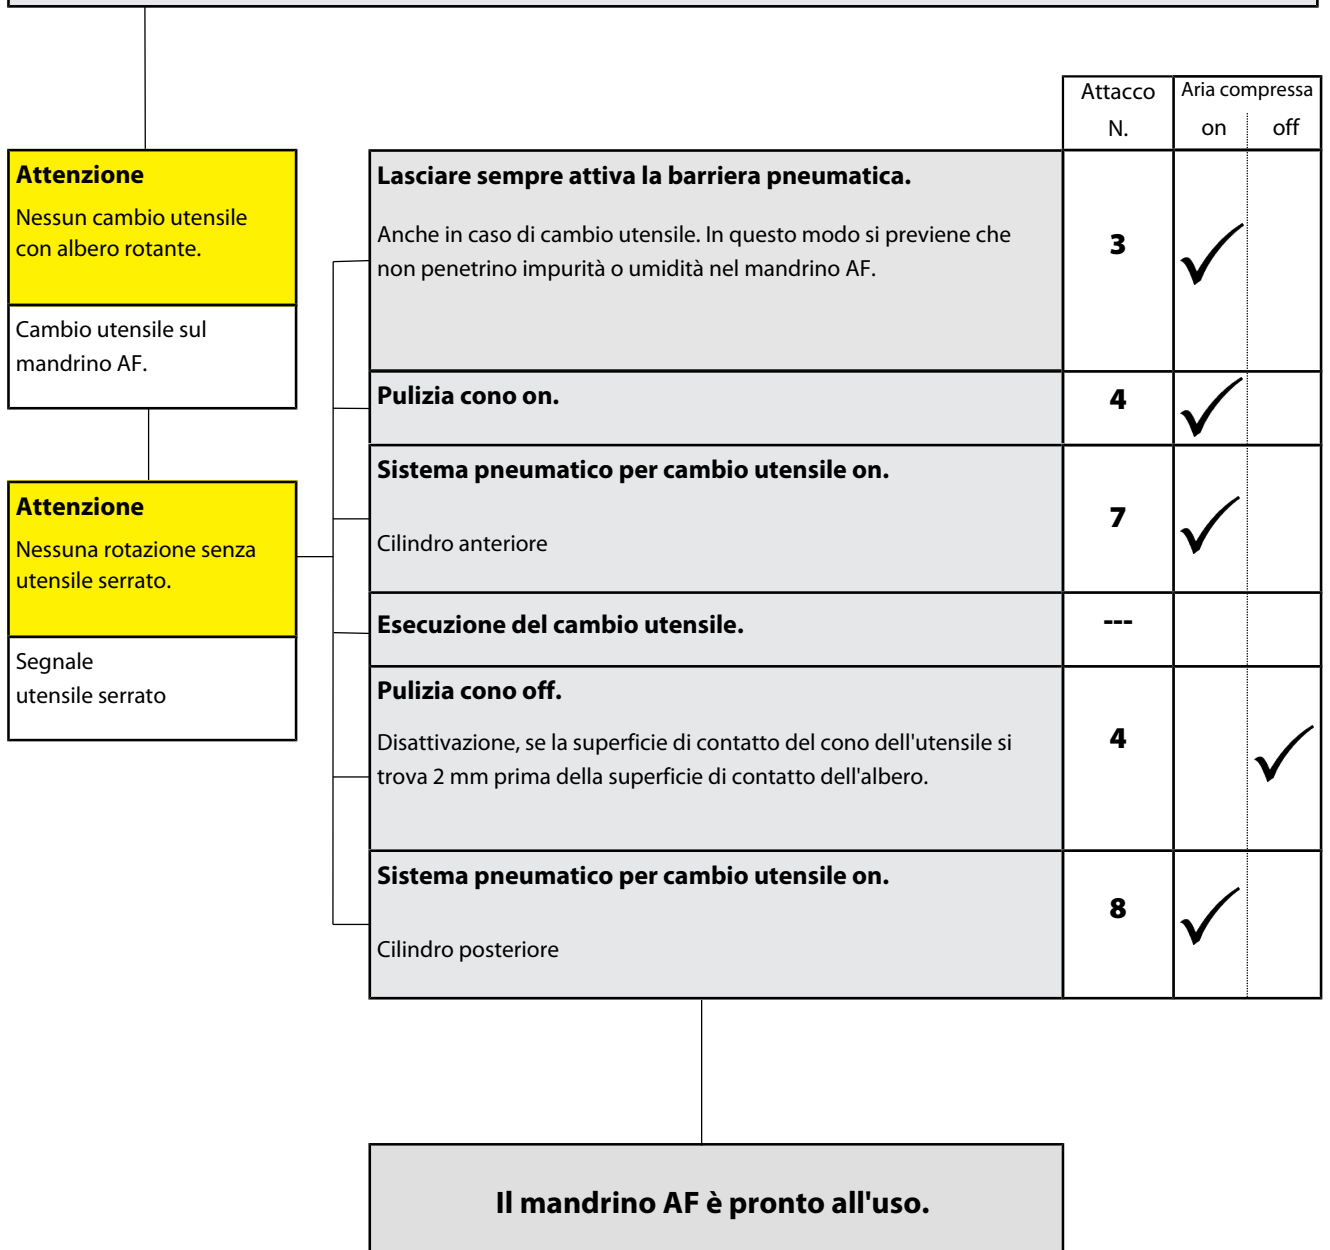 Attacco
N.
Aria compressa
on
off
Attenzione
Nessun cambio utensile
con albero rotante.
Cambio utensile sul
mandrino AF.
Attenzione
Nessuna rotazione senza
utensile serrato.
Segnale
utensile serrato
Lasciare sempre attiva la barriera pneumatica.
Anche in caso di cambio utensile. In questo modo si previene che
non penetrino impurità o umidità nel mandrino AF.
3
Pulizia cono on.
4
Sistema pneumatico per cambio utensile on.
Cilindro anteriore
7
Esecuzione del cambio utensile.
---
Pulizia cono off.
Disattivazione, se la superficie di contatto del cono dell'utensile si
trova 2 mm prima della superficie di contatto dell'albero.
4
Sistema pneumatico per cambio utensile on.
Cilindro posteriore
8
Il mandrino AF è pronto all'uso.